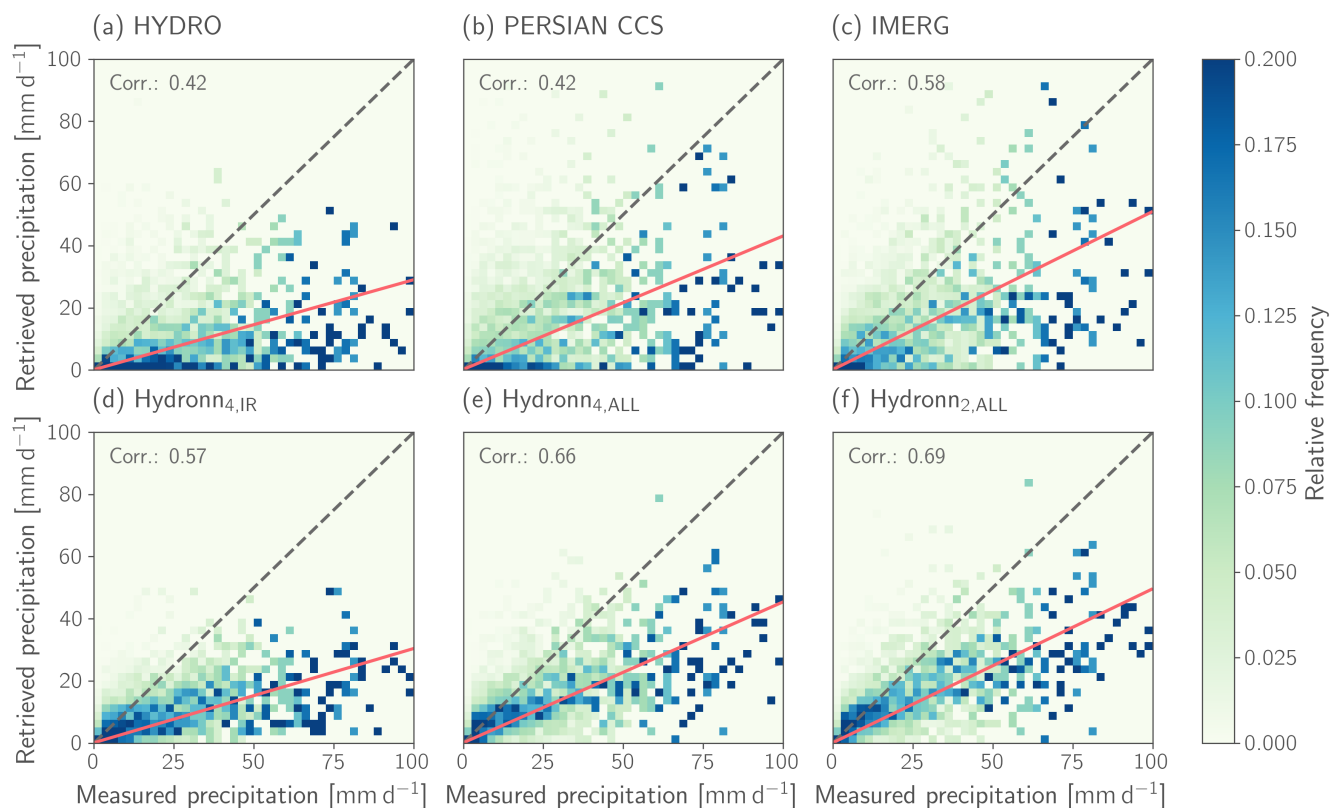 (a) HYDRO
(b) PERSIAN CCS
(c) IMERG
Corr.: 0.42
Corr.: 0.42
Corr.: 0.58
Retrieved precipitation [mm d⁻¹]
100
80
60
40
20
0
(d) Hydronn₄,IR
(e) Hydronn₄,ALL
(f) Hydronn₂,ALL
Corr.: 0.57
Corr.: 0.66
Corr.: 0.69
Retrieved precipitation [mm d⁻¹]
100
80
60
40
20
0
0 25 50 75 100
0 25 50 75 100
0 25 50 75 100
Measured precipitation [mm d⁻¹]
Measured precipitation [mm d⁻¹]
Measured precipitation [mm d⁻¹]
0.200
0.175
0.150
0.125
0.100
0.075
0.050
0.025
0.000
Relative frequency